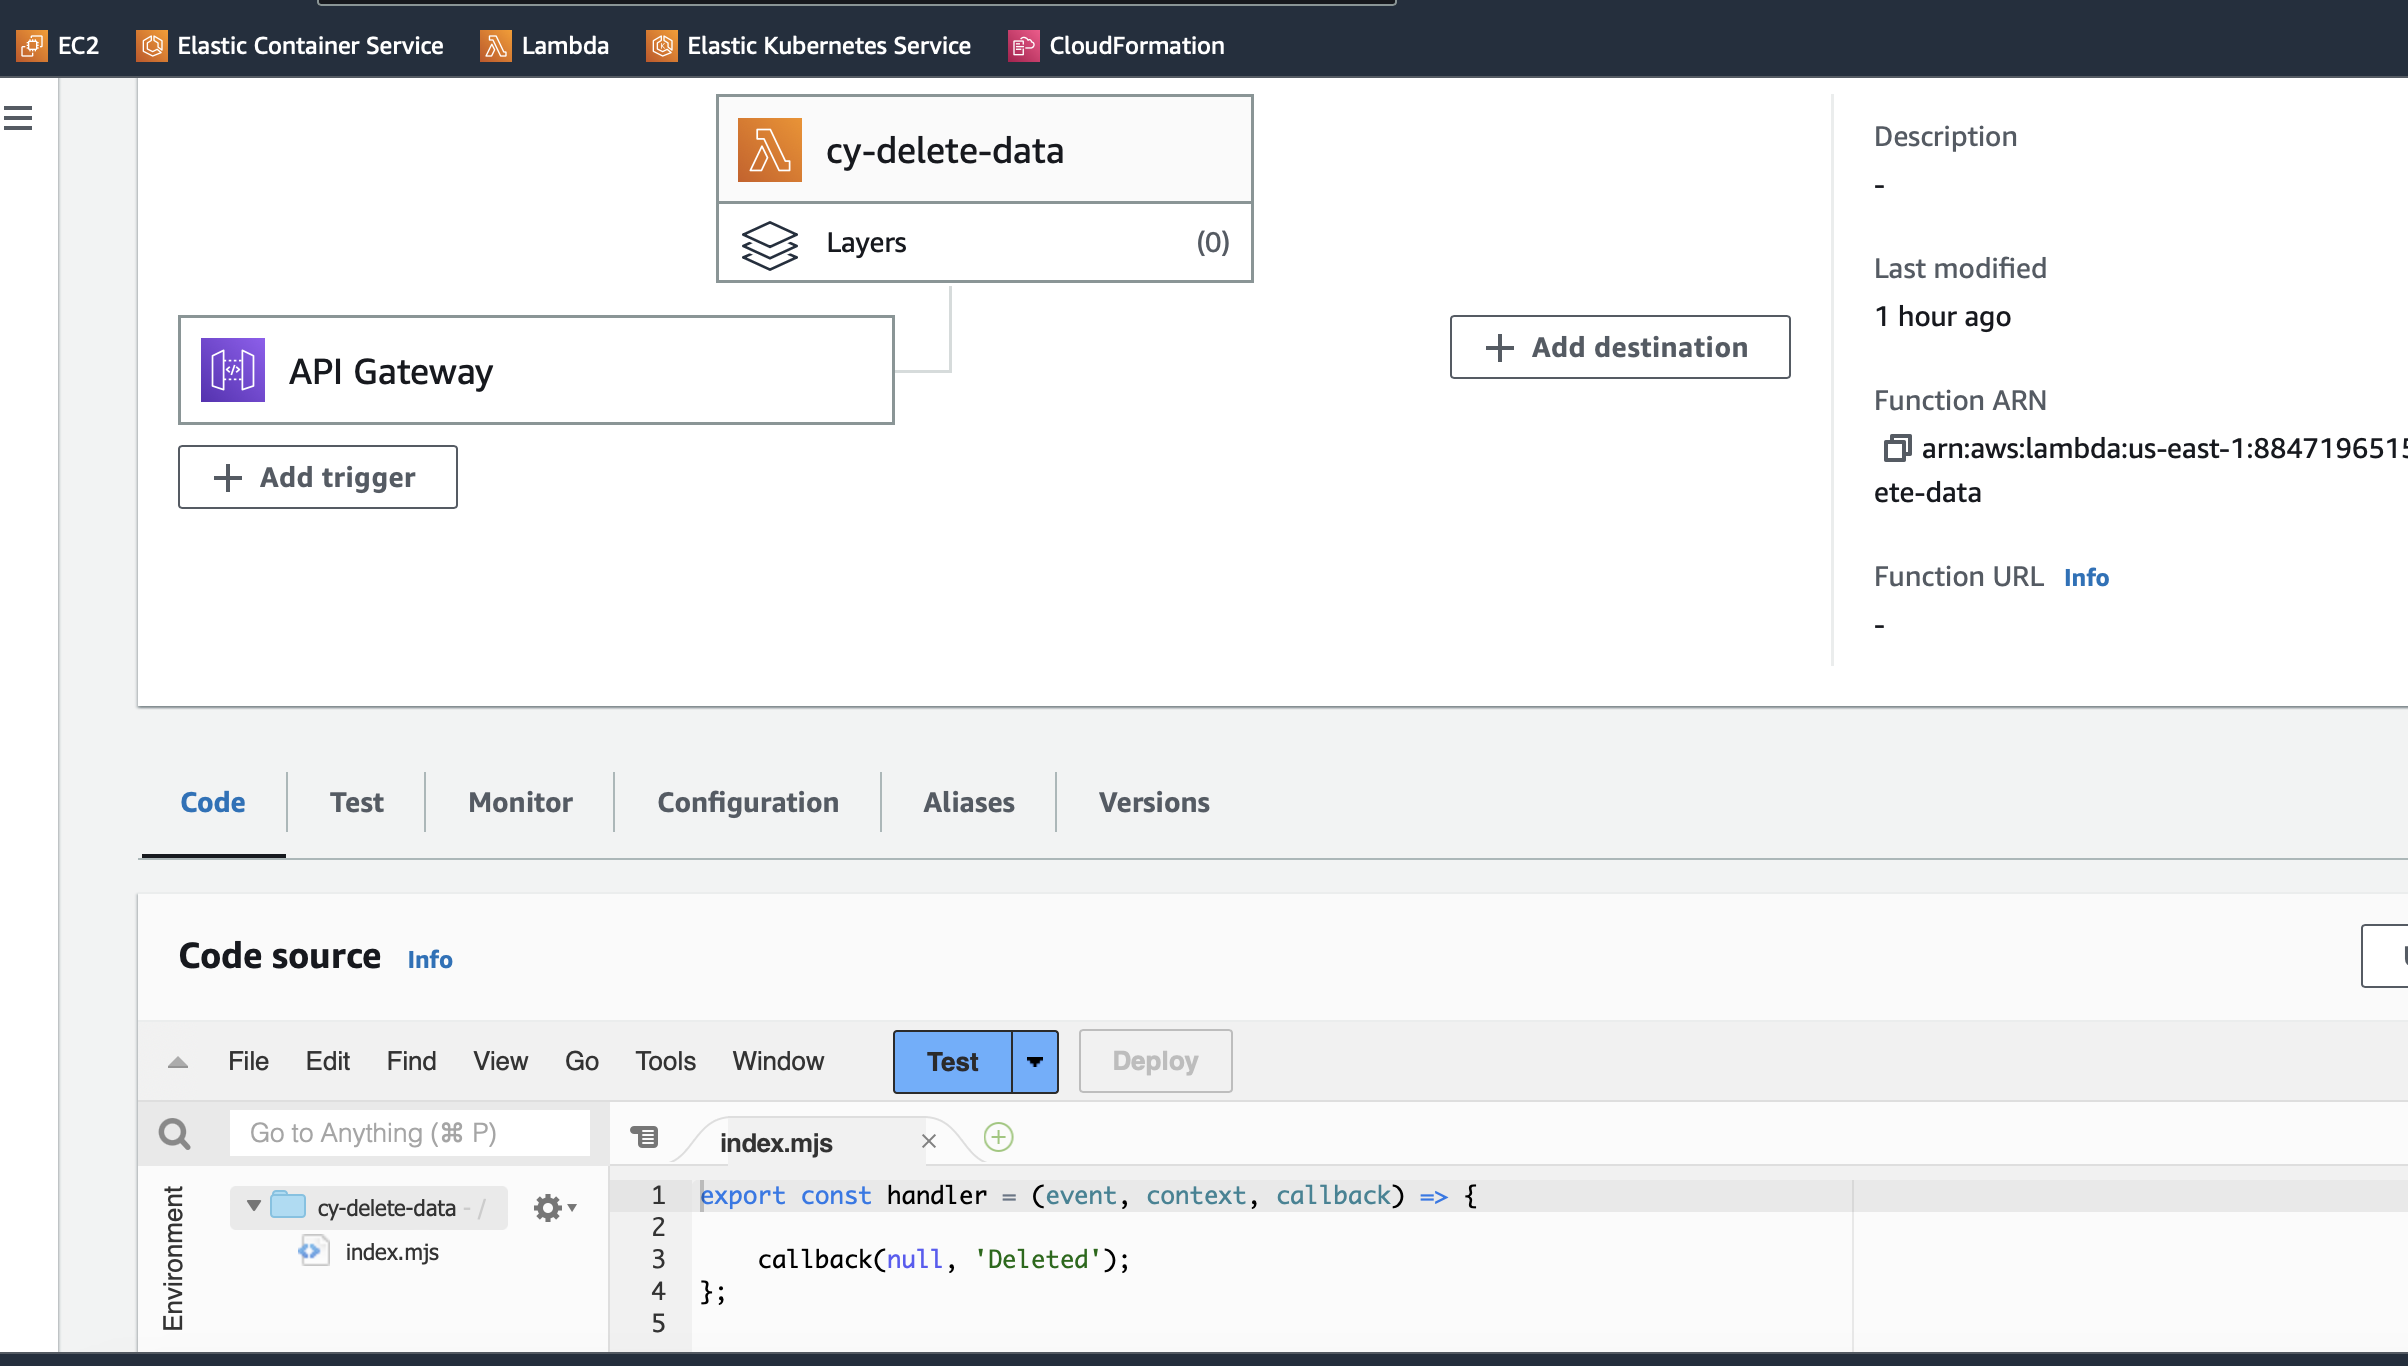 EC2 Elastic Container Service Lambda Elastic Kubernetes Service CloudFormation
cy-delete-data
Layers (0)
API Gateway
+ Add trigger
+ Add destination
Description
-
Last modified
1 hour ago
Function ARN
arn:aws:lambda:us-east-1:884719651
ete-data
Function URL Info
-
Code Test Monitor Configuration Aliases Versions
Code source Info
File Edit Find View Go Tools Window Test Deploy
Go to Anything (⌘ P)
index.mjs ×
Environment
cy-delete-data - /
index.mjs
1 export const handler = (event, context, callback) => {
2
3 callback(null, 'Deleted');
4 };
5